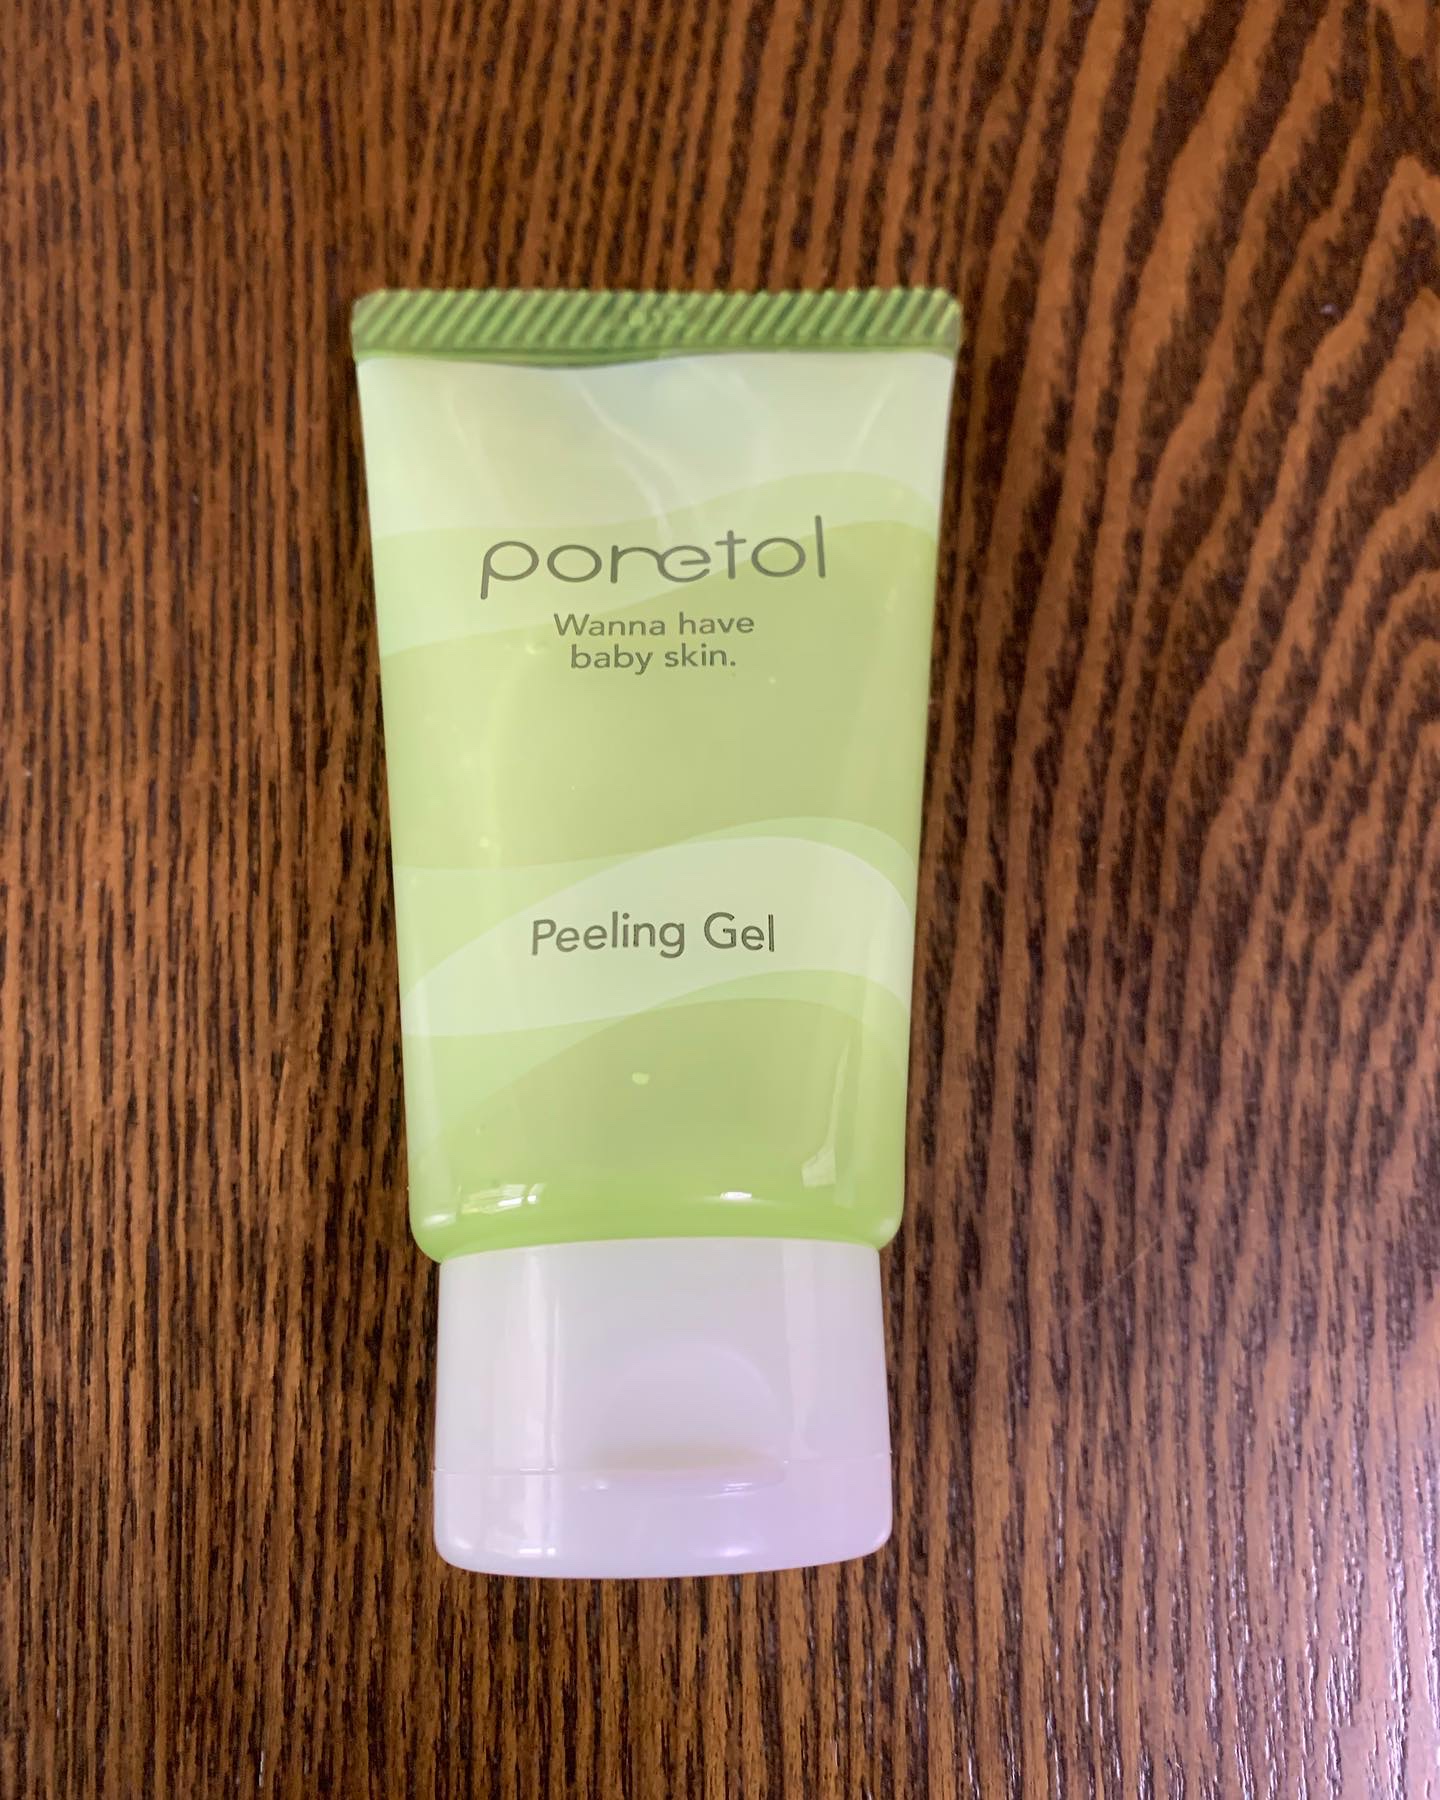 poretol
Wanna have
baby skin.
Peeling Gel